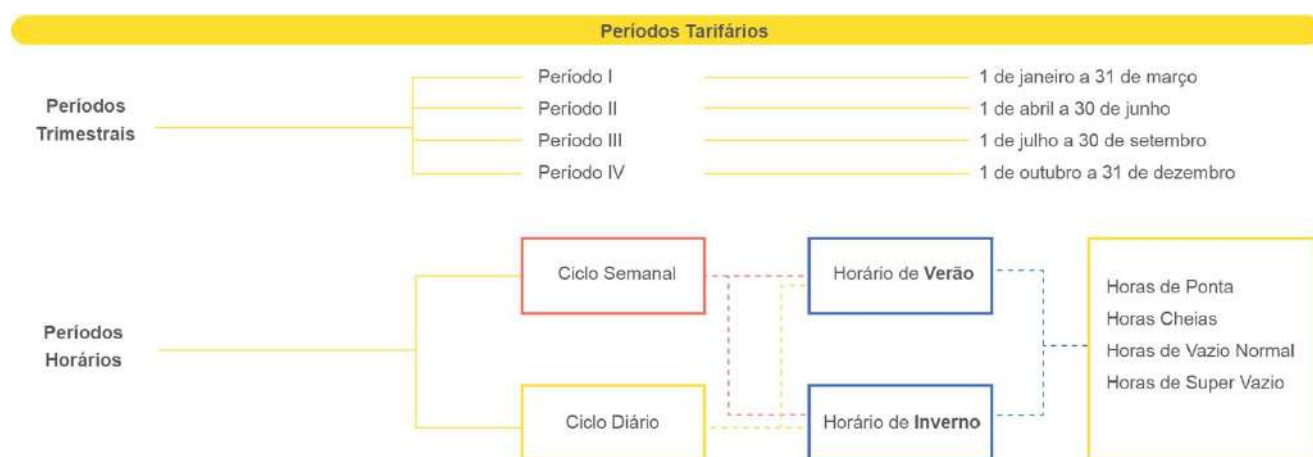 Períodos Tarifários
Períodos
Trimestrais
Período I
1 de janeiro a 31 de março
Período II
1 de abril a 30 de junho
Período III
1 de julho a 30 de setembro
Período IV
1 de outubro a 31 de dezembro
Períodos
Horários
Ciclo Semanal
Horário de Verão
Ciclo Diário
Horário de Inverno
Horas de Ponta
Horas Cheias
Horas de Vazio Normal
Horas de Super Vazio